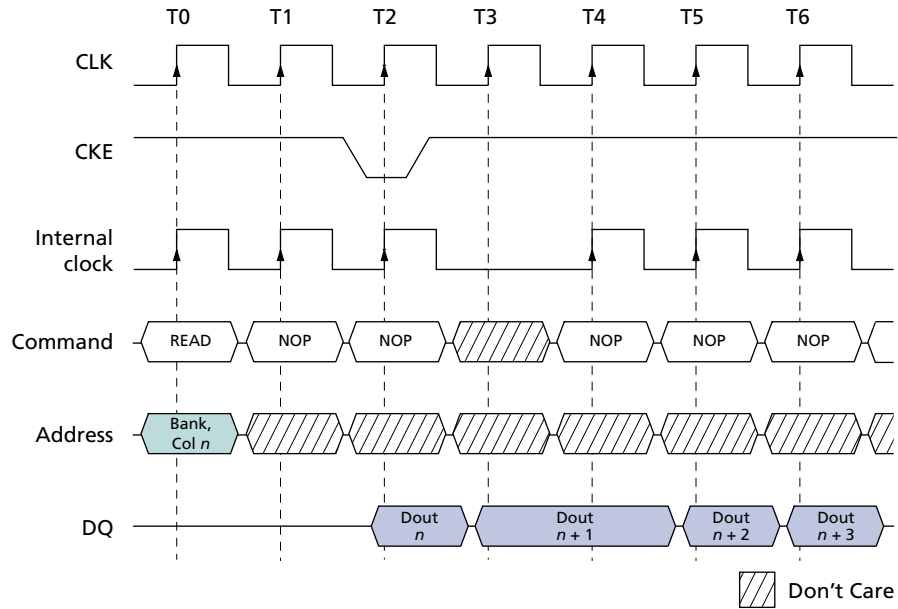 T0 T1 T2 T3 T4 T5 T6
CLK
CKE
Internal
clock
Command READ NOP NOP NOP NOP NOP
Address Bank,
Col n
DQ Dout Dout Dout Dout
n n + 1 n + 2 n + 3
Don't Care